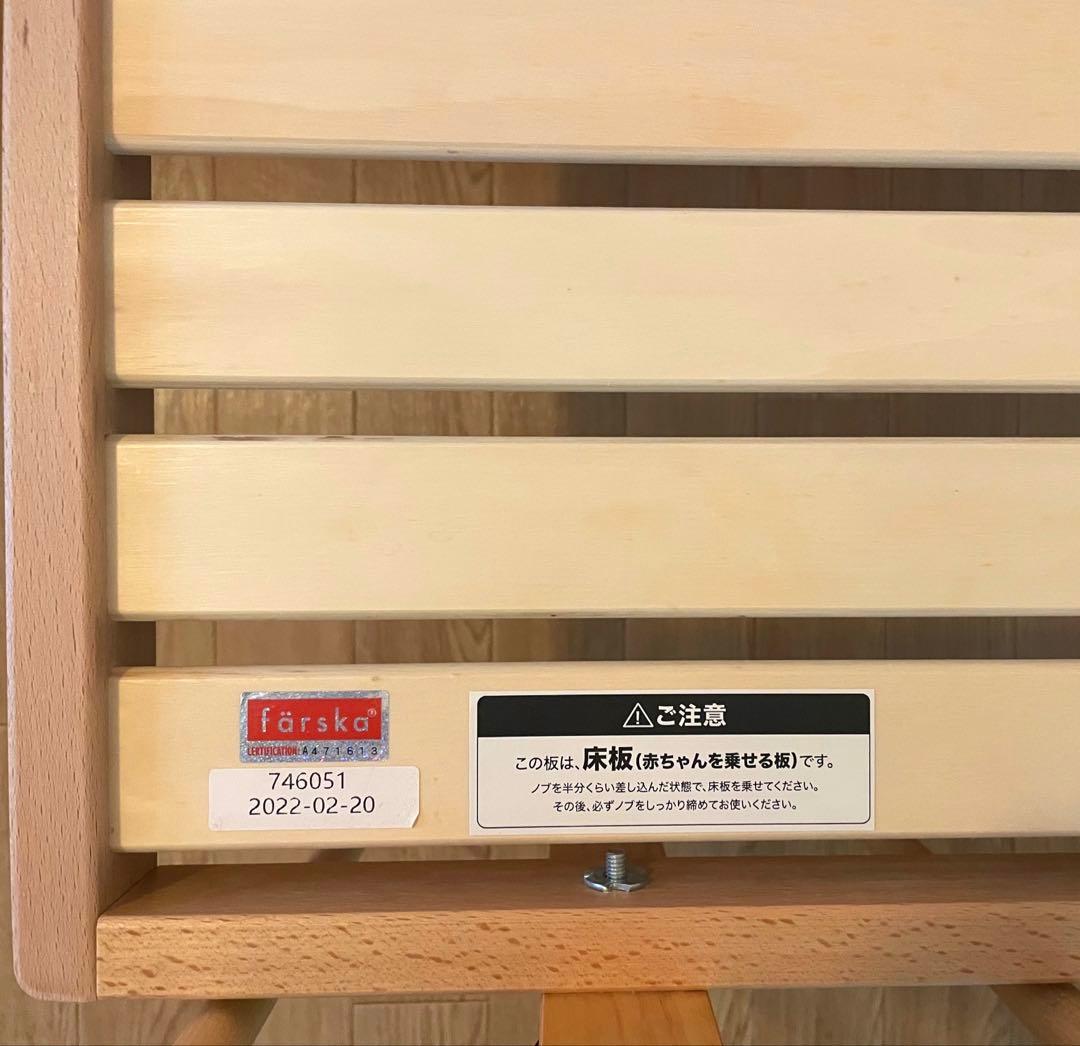 färska®
CERTIFICATION: A471613
746051
2022-02-20
⚠ご注意
この板は、床板(赤ちゃんを乗せる板)です。
ノブを半分くらい差し込んだ状態で、床板を乗せてください。
その後、必ずノブをしっかり締めてお使いください。